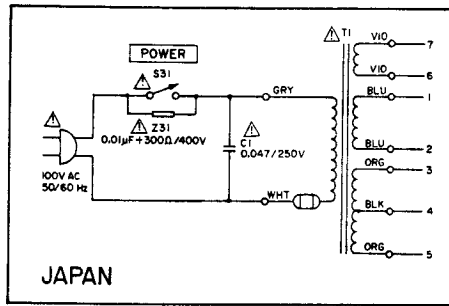 POWER
S31
Z31
0.01µF+300Ω/400V
100V AC
50/60 Hz
GRY
C1
0.047/250V
WHT
T1
VIO 7
VIO 6
BLU 1
BLU 2
ORG 3
BLK 4
ORG 5
JAPAN